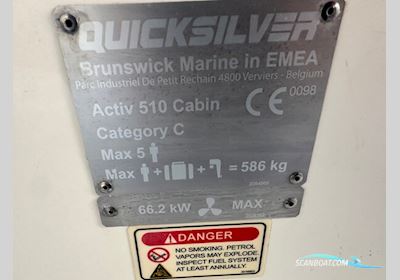 QUICKSILVER
Brunswick Marine in EMEA
Parc Industriel De Petit Rechain 4800 Verviers - Belgium
Activ 510 Cabin CE 0098
Category C
Max 5
Max + + = 586 kg
66.2 kW MAX
DANGER
NO SMOKING. PETROL
VAPORS MAY EXPLODE.
INSPECT FUEL SYSTEM
AT LEAST ANNUALLY.
SCANBOAT.COM